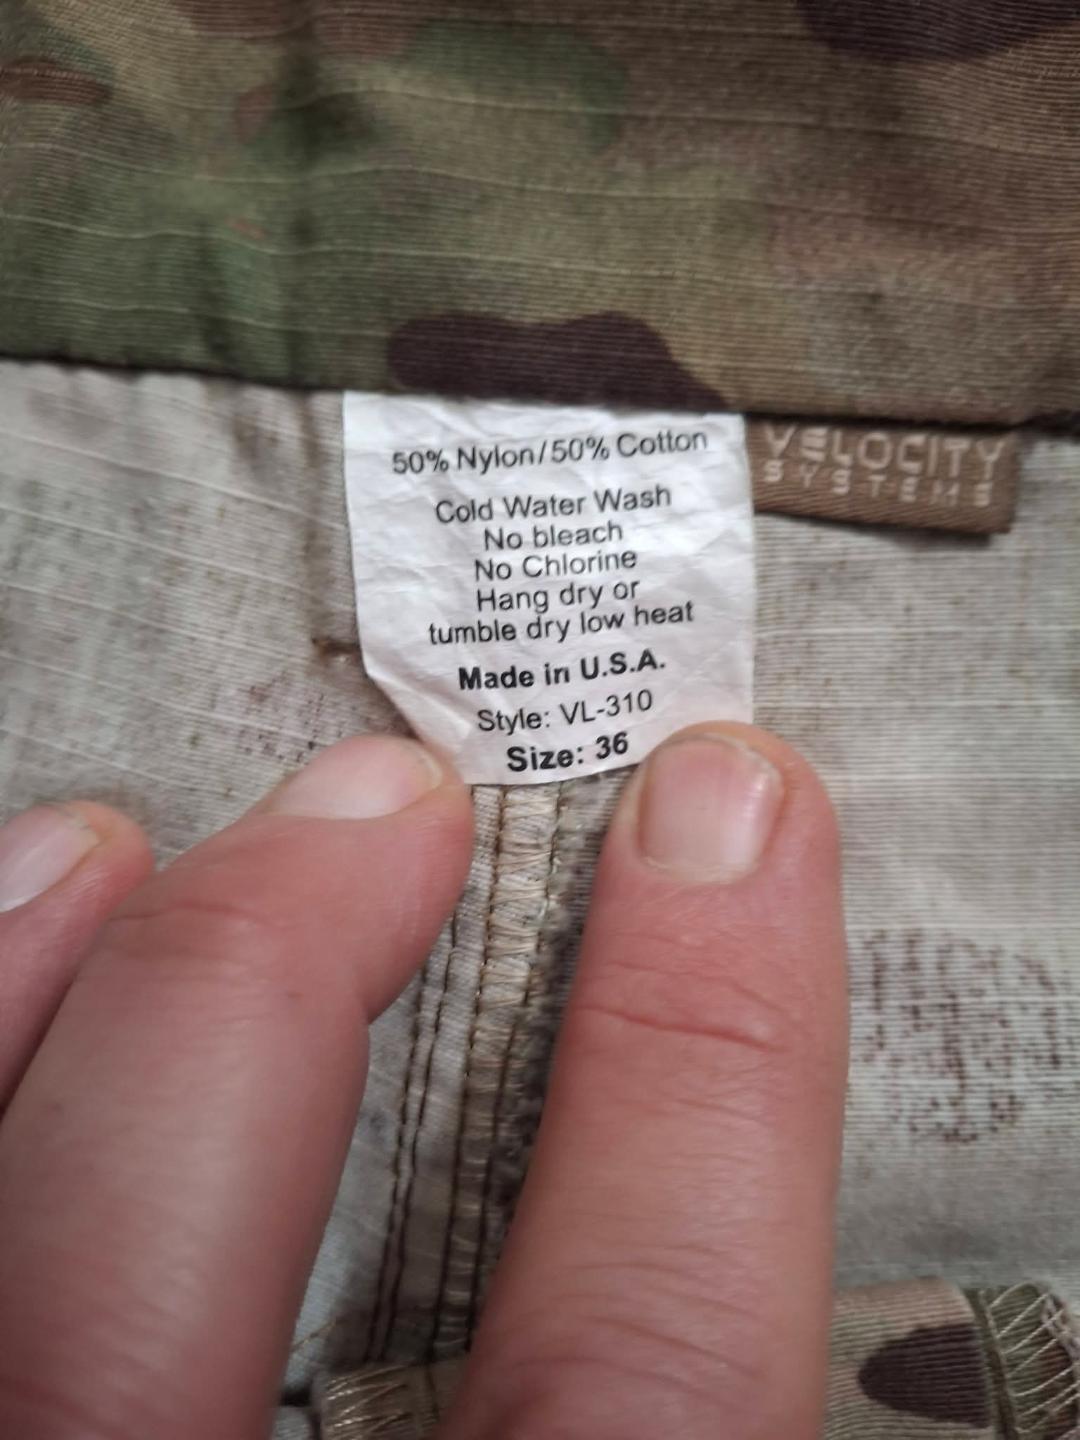 50% Nylon/50% Cotton
Cold Water Wash
No bleach
No Chlorine
Hang dry or
tumble dry low heat
Made in U.S.A.
Style: VL-310
Size: 36
VELOCITY
SYSTEMS